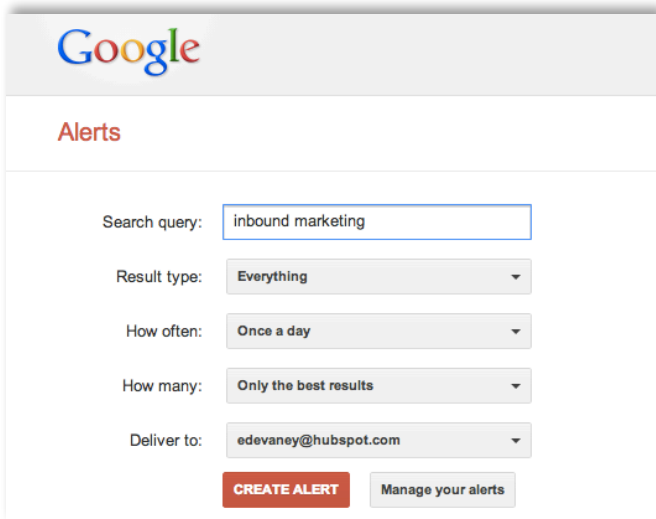 Google
Alerts
Search query: inbound marketing
Result type: Everything
How often: Once a day
How many: Only the best results
Deliver to: edevaney@hubspot.com
CREATE ALERT Manage your alerts